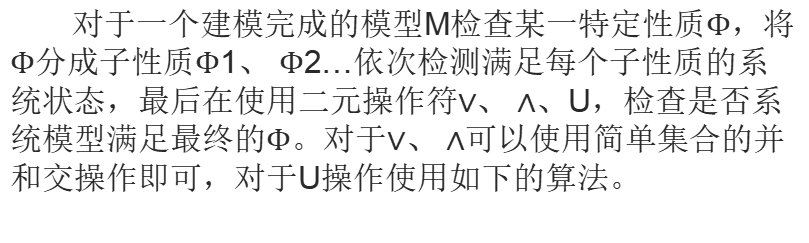 对于一个建模完成的模型M检查某一特定性质Φ，将
Φ分成子性质Φ1、 Φ2…依次检测满足每个子性质的系
统状态，最后在使用二元操作符∨、 ∧、U，检查是否系
统模型满足最终的Φ。对于∨、 ∧可以使用简单集合的并
和交操作即可，对于U操作使用如下的算法。